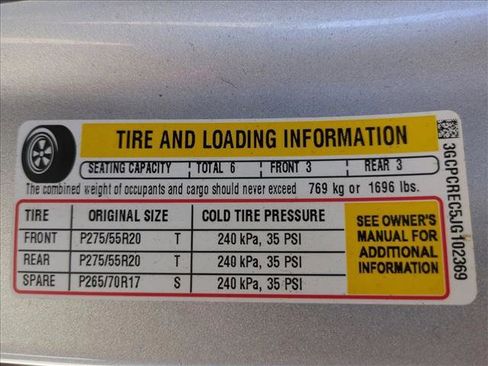 TIRE AND LOADING INFORMATION
SEATING CAPACITY TOTAL 6 FRONT 3 REAR 3
The combined weight of occupants and cargo should never exceed 769 kg or 1696 lbs.
TIRE ORIGINAL SIZE COLD TIRE PRESSURE
FRONT P275/55R20 T 240 kPa, 35 PSI
REAR P275/55R20 T 240 kPa, 35 PSI
SPARE P265/70R17 S 240 kPa, 35 PSI
SEE OWNER'S
MANUAL FOR
ADDITIONAL
INFORMATION
3GCPCREC5JG102369